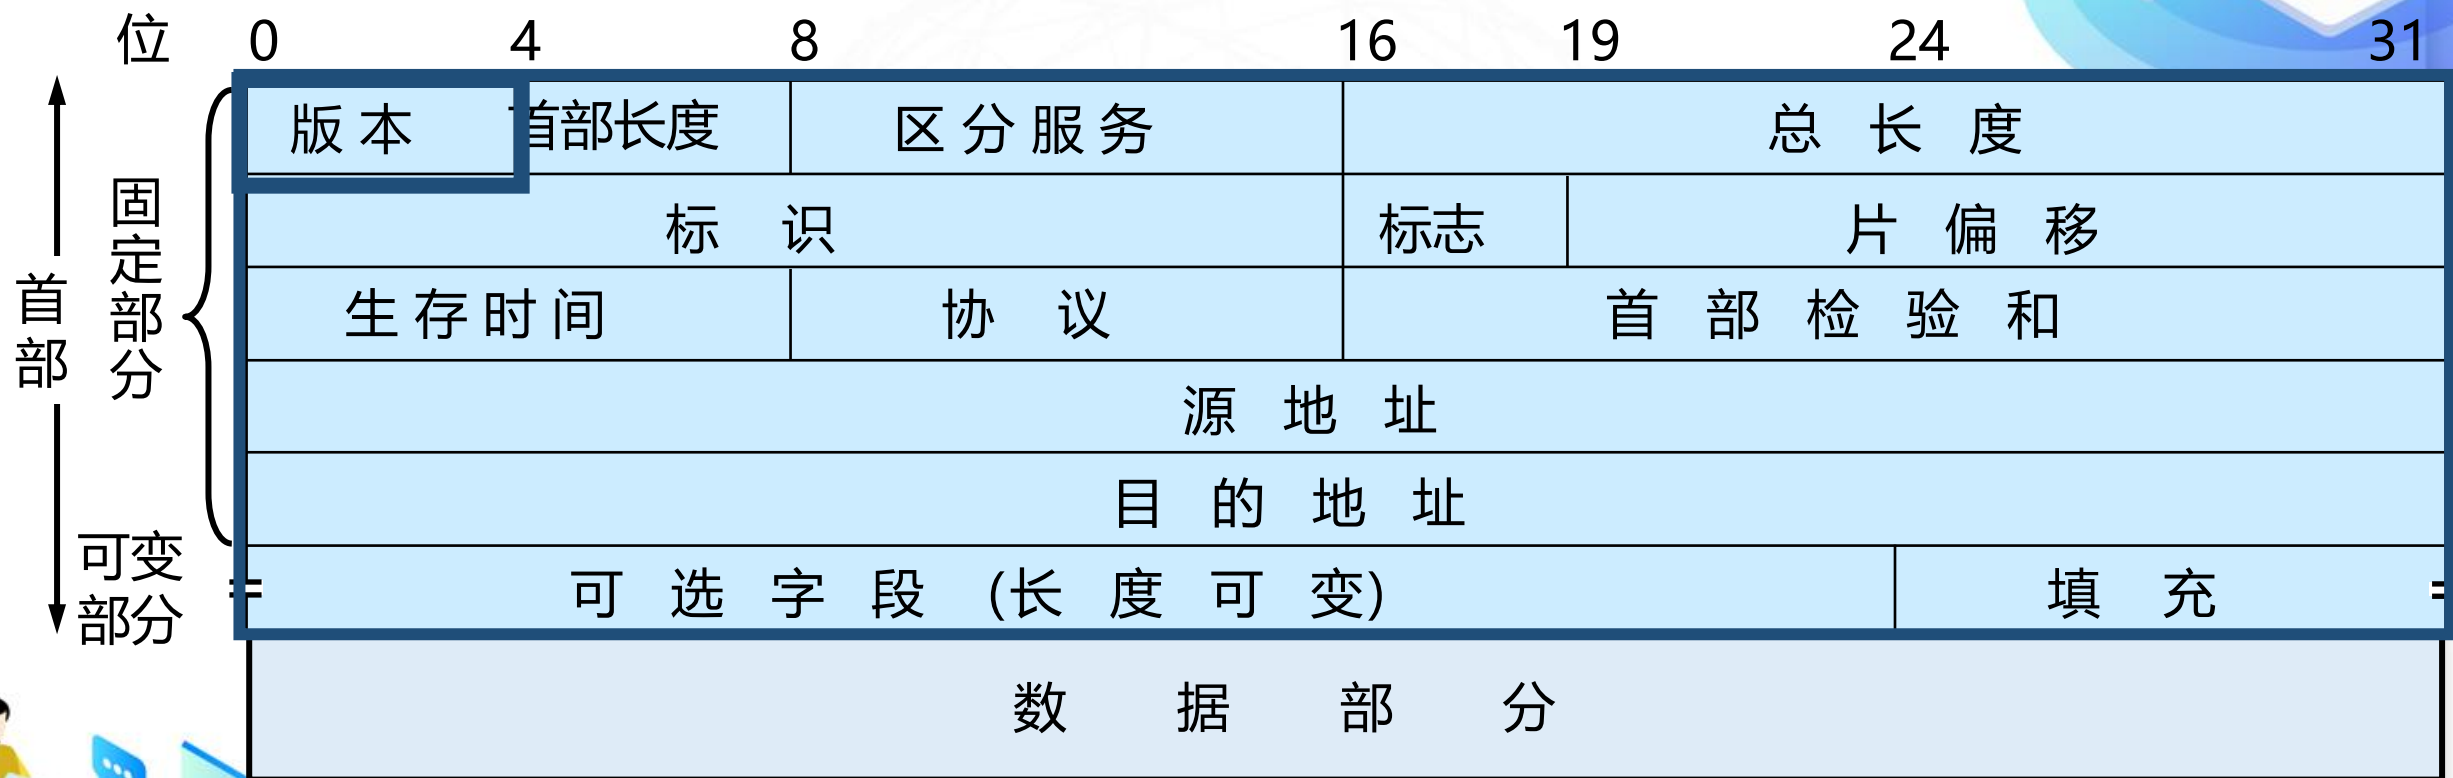 位 0 4 8 16 19 24 31
版本 首部长度 区分服务 总长度
标识 标志 片偏移
生存时间 协议 首部检验和
源地址
目的地址
可选字段 (长度可变) 填充
数据部分
首部
固定部分
可变
部分